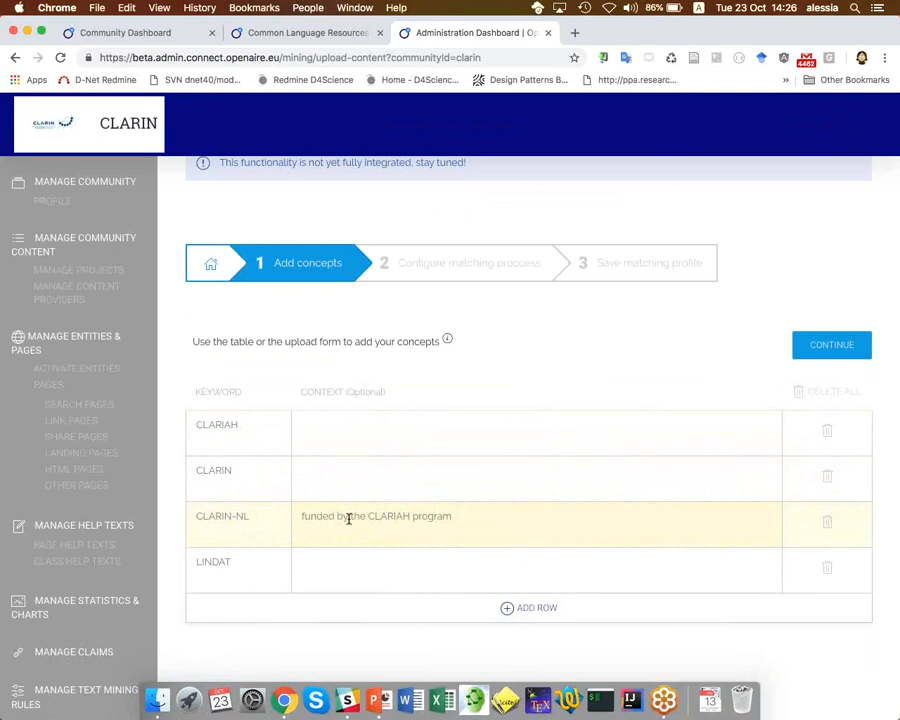 Chrome File Edit View History Bookmarks People Window Help 86% Tue 23 Oct 14:26 alessia
Community Dashboard
Common Language Resources
Administration Dashboard | Op
https://beta.admin.connect.openaire.eu/mining/upload-content?communityId=clarin
4462
Apps D-Net Redmine SVN dnet40/mod... Redmine D4Science Home - D4Scienc... Design Patterns B... http://ppa.researc... » Other Bookmarks
CLARIN CLARIN
This functionality is not yet fully integrated, stay tuned!
MANAGE COMMUNITY
PROFILE
MANAGE COMMUNITY
CONTENT
MANAGE PROJECTS
MANAGE CONTENT
PROVIDERS
MANAGE ENTITIES &
PAGES
ACTIVATE ENTITIES
PAGES
SEARCH PAGES
LINK PAGES
SHARE PAGES
LANDING PAGES
HTML PAGES
OTHER PAGES
MANAGE HELP TEXTS
PAGE HELP TEXTS
CLASS HELP TEXTS
MANAGE STATISTICS &
CHARTS
MANAGE CLAIMS
MANAGE TEXT MINING
RULES
1 Add concepts 2 Configure matching proccess 3 Save matching profile
Use the table or the upload form to add your concepts
CONTINUE
KEYWORD CONTEXT (Optional) DELETE ALL
CLARIAH
CLARIN
CLARIN-NL funded by the CLARIAH program
LINDAT
ADD ROW
OCT
23
13